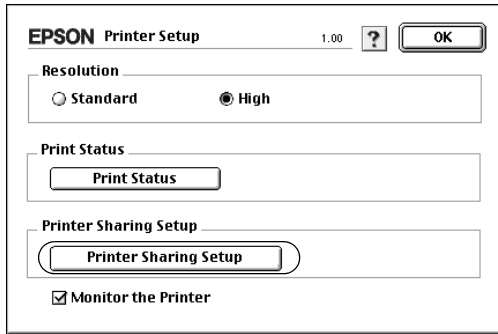 EPSON Printer Setup 1.00 ? OK
Resolution
Standard High
Print Status
Print Status
Printer Sharing Setup
Printer Sharing Setup
Monitor the Printer